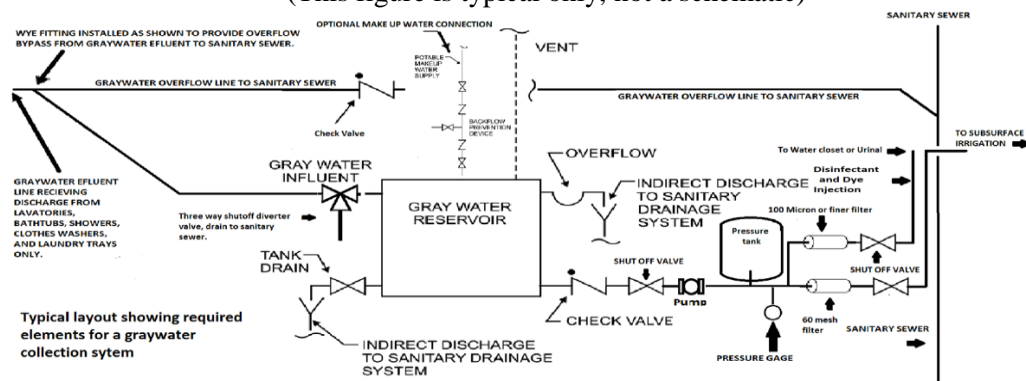 (This figure is typical only, not a schematic)
SANITARY SEWER
OPTIONAL MAKE UP WATER CONNECTION
WYE FITTING INSTALLED AS SHOWN TO PROVIDE OVERFLOW
BYPASS FROM GRAYWATER EFLUENT TO SANITARY SEWER.
VENT
POTABLE
MAKEUP
WATER
SUPPLY
GRAYWATER OVERFLOW LINE TO SANITARY SEWER
GRAYWATER OVERFLOW LINE TO SANITARY SEWER
Check Valve
BACKFLOW
PREVENTION
DEVICE
TO SUBSURFACE
IRRIGATION
To Water closet or Urinal
GRAY WATER
INFLUENT
OVERFLOW
Disinfectant
and Dye
Injection
GRAYWATER EFLUENT
LINE RECIEVING
DISCHARGE FROM
LAVATORIES,
BATHTUBS, SHOWERS,
CLOTHES WASHERS,
AND LAUNDRY TRAYS
ONLY.
INDIRECT DISCHARGE
TO SANITARY
DRAINAGE
SYSTEM
GRAY WATER
RESERVOIR
Three way shutoff diverter
valve, drain to sanitary
sewer.
100 Micron or finer filter
Pressure
tank
TANK
DRAIN
SHUT OFF VALVE
SHUT OFF VALVE
Pump
CHECK VALVE
60 mesh
filter
SANITARY SEWER
Typical layout showing required
elements for a graywater
collection sytem
INDIRECT DISCHARGE
TO SANITARY DRAINAGE
SYSTEM
PRESSURE GAGE